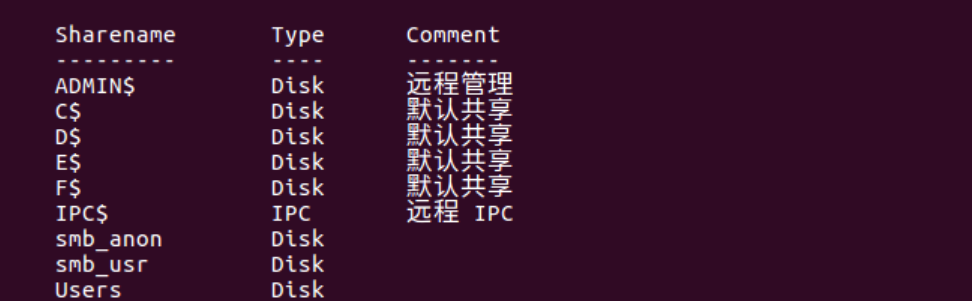 Sharename Type Comment
--------- ---- -------
ADMIN$ Disk 远程管理
C$ Disk 默认共享
D$ Disk 默认共享
E$ Disk 默认共享
F$ Disk 默认共享
IPC$ IPC 远程 IPC
smb_anon Disk
smb_usr Disk
Users Disk